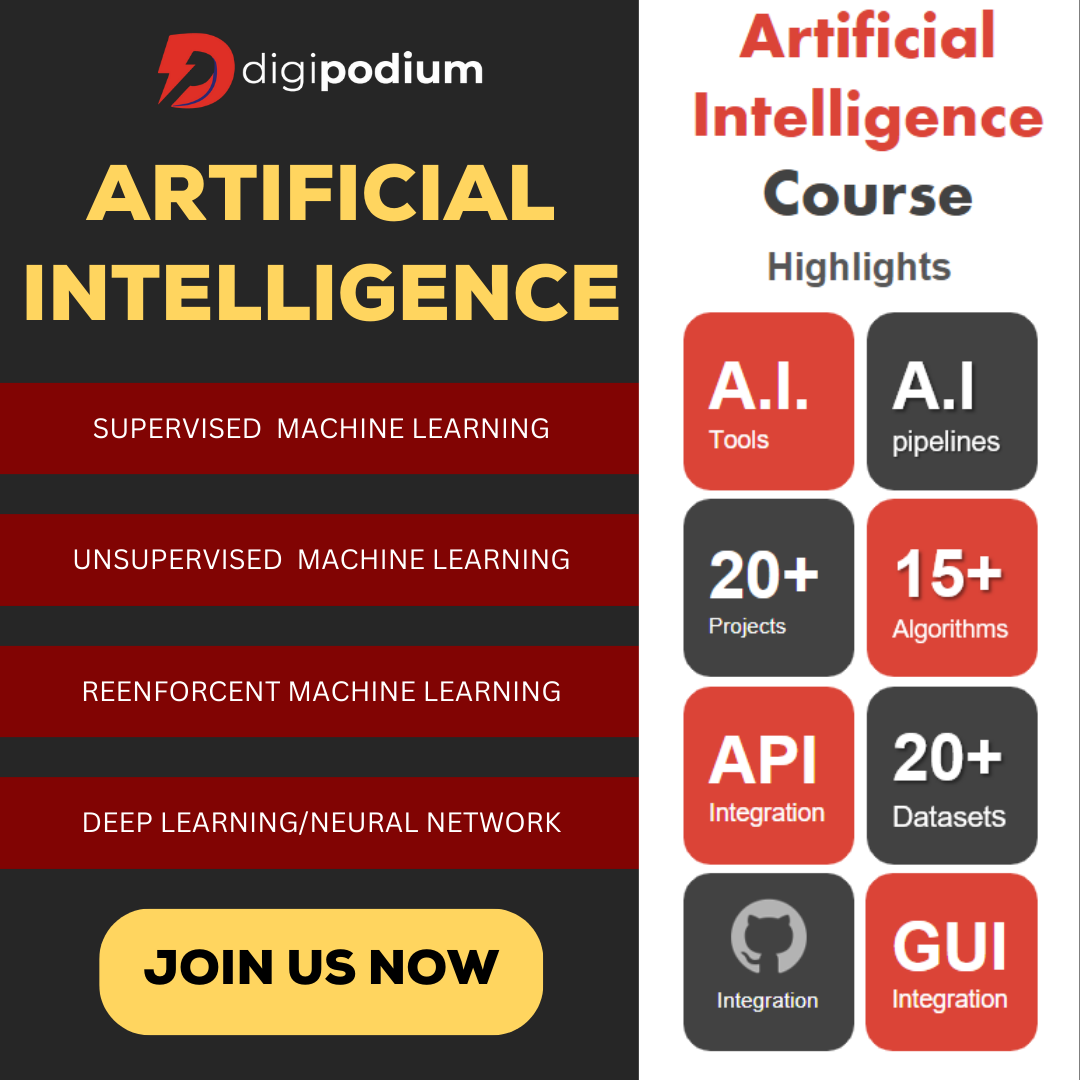 digipodium
ARTIFICIAL
INTELLIGENCE
SUPERVISED MACHINE LEARNING
UNSUPERVISED MACHINE LEARNING
REENFORCENT MACHINE LEARNING
DEEP LEARNING/NEURAL NETWORK
JOIN US NOW
Artificial
Intelligence
Course
Highlights
A.I.
Tools
A.I
pipelines
20+
Projects
15+
Algorithms
API
Integration
20+
Datasets
Integration
GUI
Integration